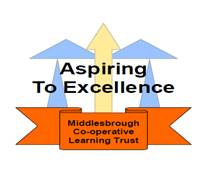 Aspiring
To Excellence
Middlesbrough
Co-operative
Learning Trust